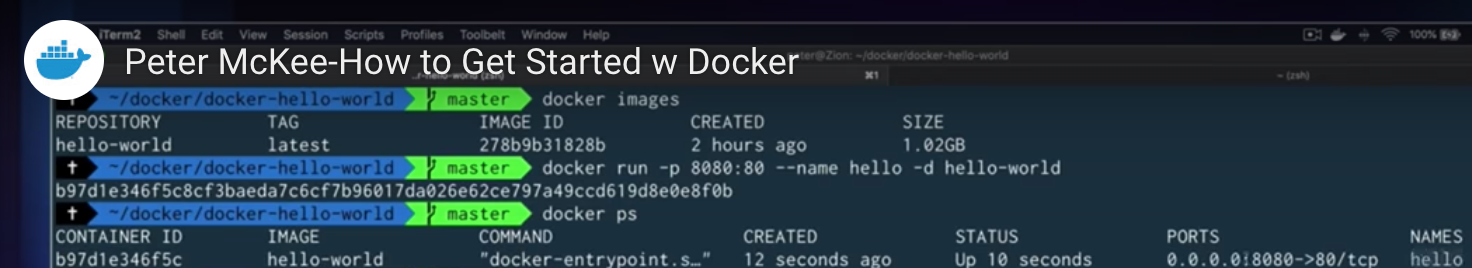 iTerm2 Shell Edit View Session Scripts Profiles Toolbelt Window Help 100%
Peter McKee-How to Get Started w Docker
@Zion: ~/docker/docker-hello-world
⌘1 ~ (zsh)
~/docker/docker-hello-world master docker images
REPOSITORY TAG IMAGE ID CREATED SIZE
hello-world latest 278b9b31828b 2 hours ago 1.02GB
~/docker/docker-hello-world master docker run -p 8080:80 --name hello -d hello-world
b97d1e346f5c8cf3baeda7c6cf7b96017da026e62ce797a49ccd619d8e0e8f0b
~/docker/docker-hello-world master docker ps
CONTAINER ID IMAGE COMMAND CREATED STATUS PORTS NAMES
b97d1e346f5c hello-world "docker-entrypoint.s…" 12 seconds ago Up 10 seconds 0.0.0.0:8080->80/tcp hello